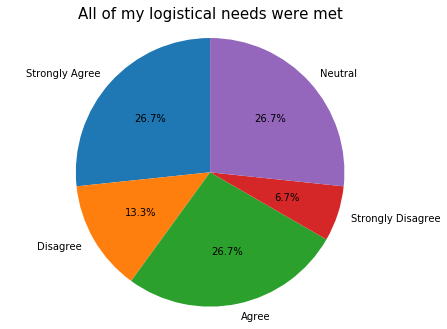 All of my logistical needs were met
Neutral
Strongly Agree
26.7%
26.7%
6.7%
13.3%
Strongly Disagree
Disagree
26.7%
Agree